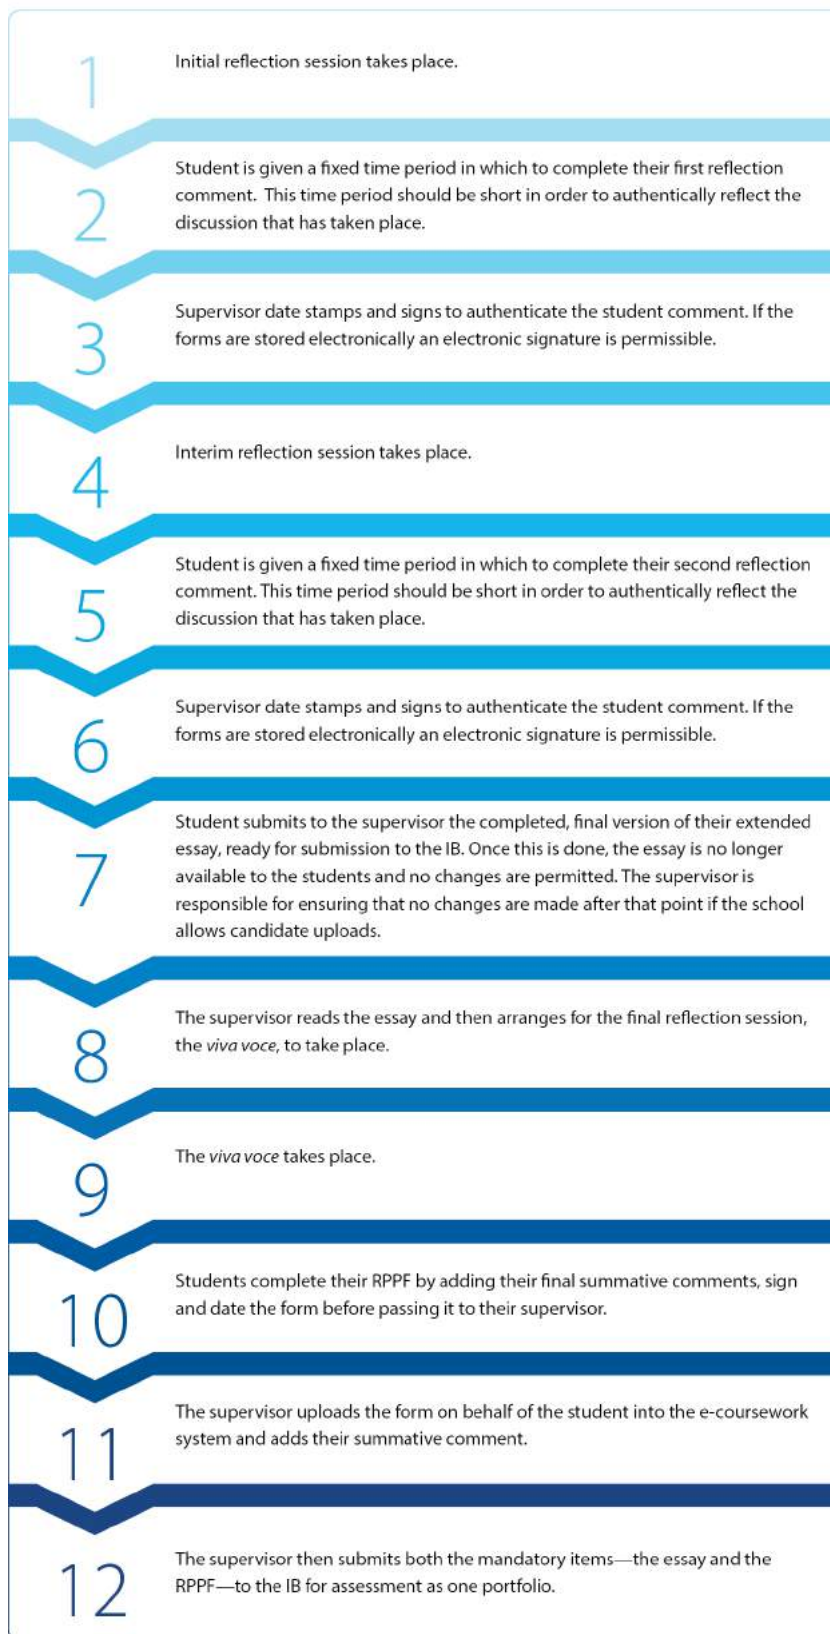 1
Initial reflection session takes place.
2
Student is given a fixed time period in which to complete their first reflection
comment. This time period should be short in order to authentically reflect the
discussion that has taken place.
3
Supervisor date stamps and signs to authenticate the student comment. If the
forms are stored electronically an electronic signature is permissible.
4
Interim reflection session takes place.
5
Student is given a fixed time period in which to complete their second reflection
comment. This time period should be short in order to authentically reflect the
discussion that has taken place.
6
Supervisor date stamps and signs to authenticate the student comment. If the
forms are stored electronically an electronic signature is permissible.
7
Student submits to the supervisor the completed, final version of their extended
essay, ready for submission to the IB. Once this is done, the essay is no longer
available to the students and no changes are permitted. The supervisor is
responsible for ensuring that no changes are made after that point if the school
allows candidate uploads.
8
The supervisor reads the essay and then arranges for the final reflection session,
the viva voce, to take place.
9
The viva voce takes place.
10
Students complete their RPPF by adding their final summative comments, sign
and date the form before passing it to their supervisor.
11
The supervisor uploads the form on behalf of the student into the e-coursework
system and adds their summative comment.
12
The supervisor then submits both the mandatory items—the essay and the
RPPF—to the IB for assessment as one portfolio.